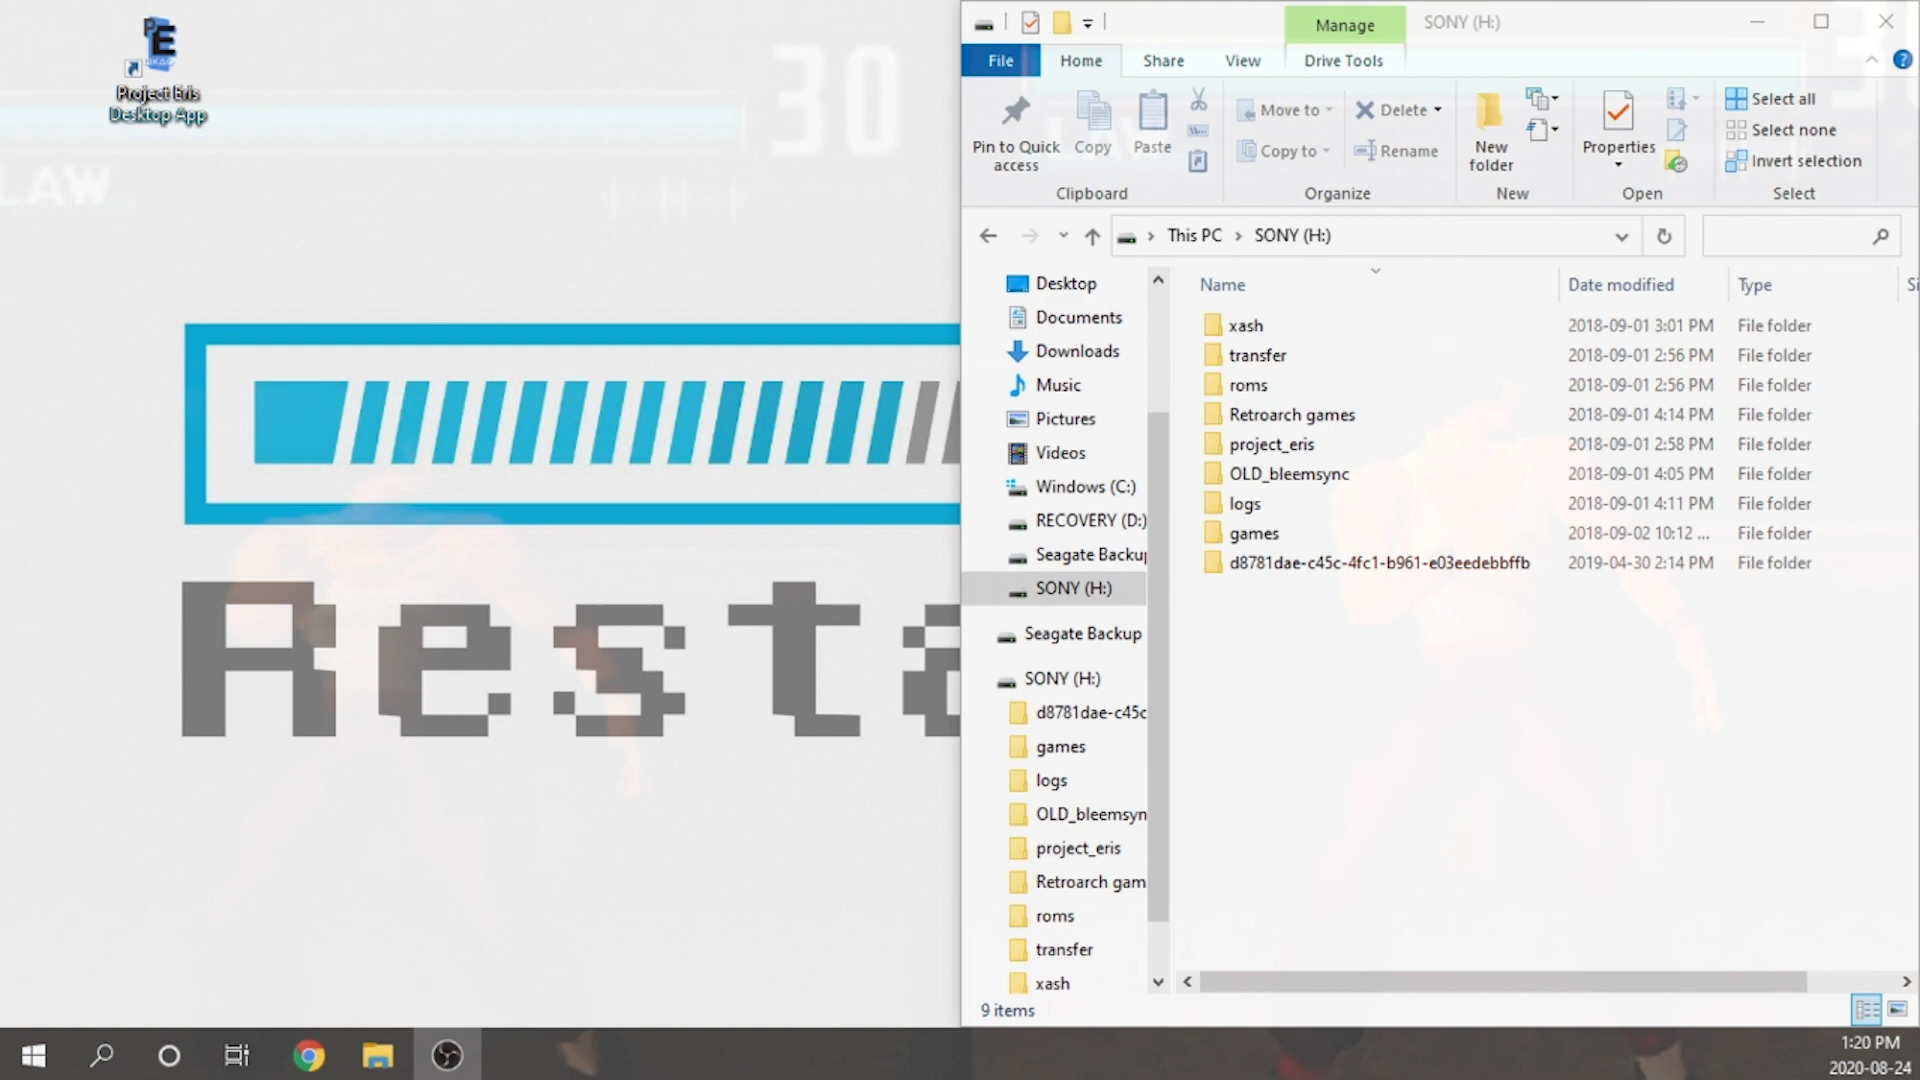 Project Eris
Desktop App
30
LAW
Resta
Manage
SONY (H:)
File
Home
Share
View
Drive Tools
Pin to Quick
access
Copy
Paste
Move to
Copy to
Delete
Rename
New
folder
Properties
Select all
Select none
Invert selection
Clipboard
Organize
New
Open
Select
This PC
SONY (H:)
Name
Date modified
Type
Si
xash 2018-09-01 3:01 PM File folder
transfer 2018-09-01 2:56 PM File folder
roms 2018-09-01 2:56 PM File folder
Retroarch games 2018-09-01 4:14 PM File folder
project_eris 2018-09-01 2:58 PM File folder
OLD_bleemsync 2018-09-01 4:05 PM File folder
logs 2018-09-01 4:11 PM File folder
games 2018-09-02 10:12 ... File folder
d8781dae-c45c-4fc1-b961-e03eedebbffb 2019-04-30 2:14 PM File folder
Desktop
Documents
Downloads
Music
Pictures
Videos
Windows (C:)
RECOVERY (D:)
Seagate Backup
SONY (H:)
Seagate Backup
SONY (H:)
d8781dae-c45c
games
logs
OLD_bleemsyn
project_eris
Retroarch gam
roms
transfer
xash
9 items
1:20 PM
2020-08-24